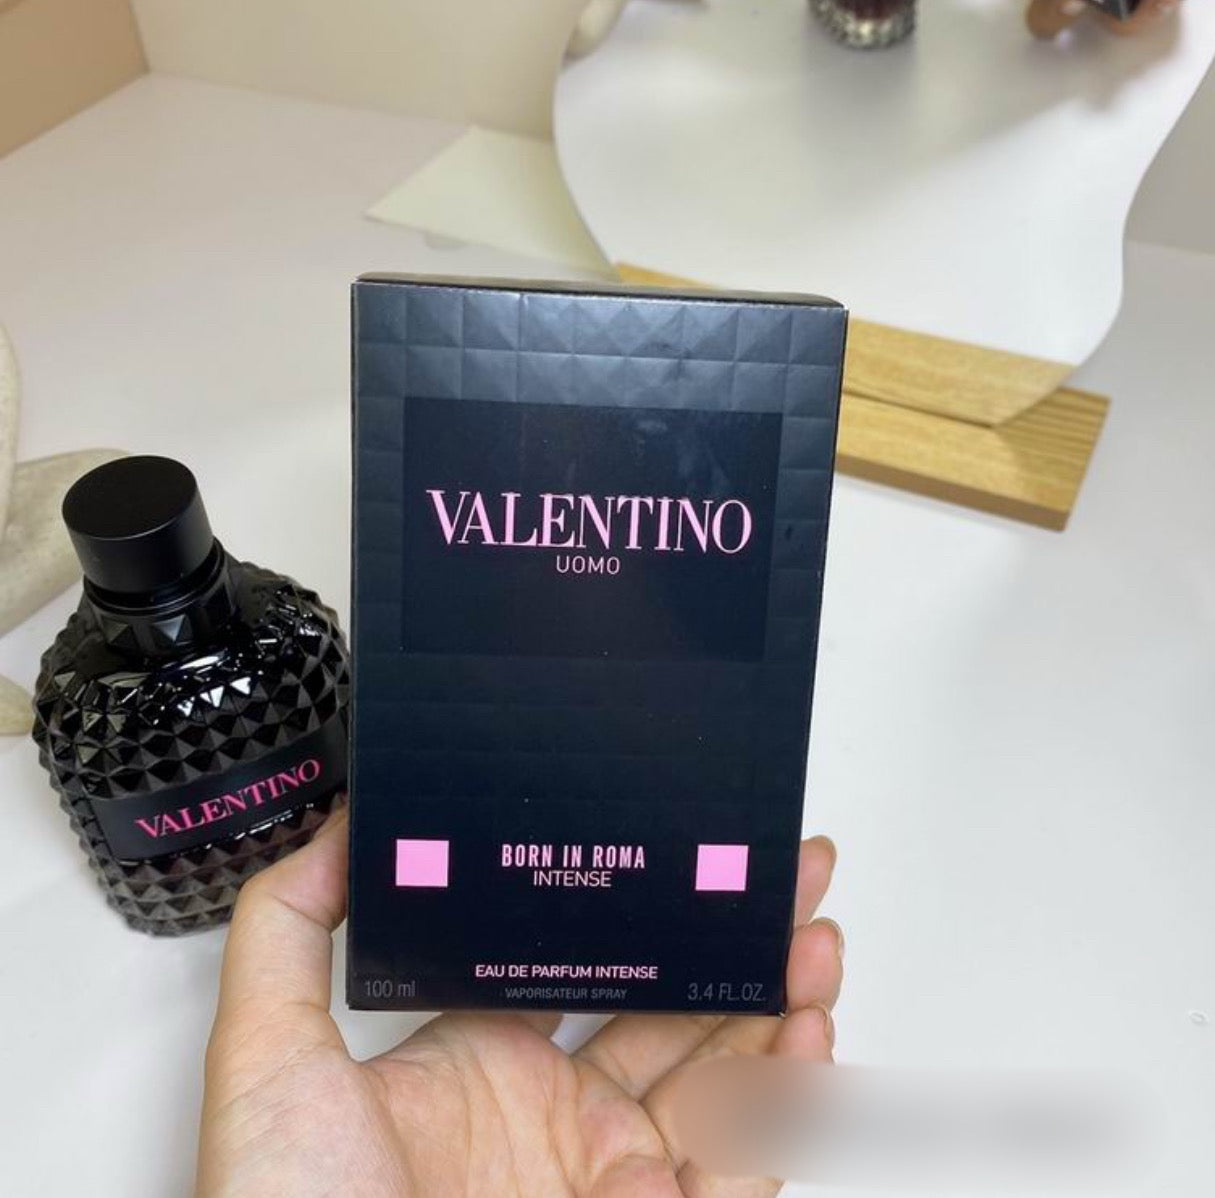 VALENTINO
UOMO
VALENTINO
BORN IN ROMA
INTENSE
EAU DE PARFUM INTENSE
100 ml VAPORISATEUR SPRAY 3,4 FL.OZ.